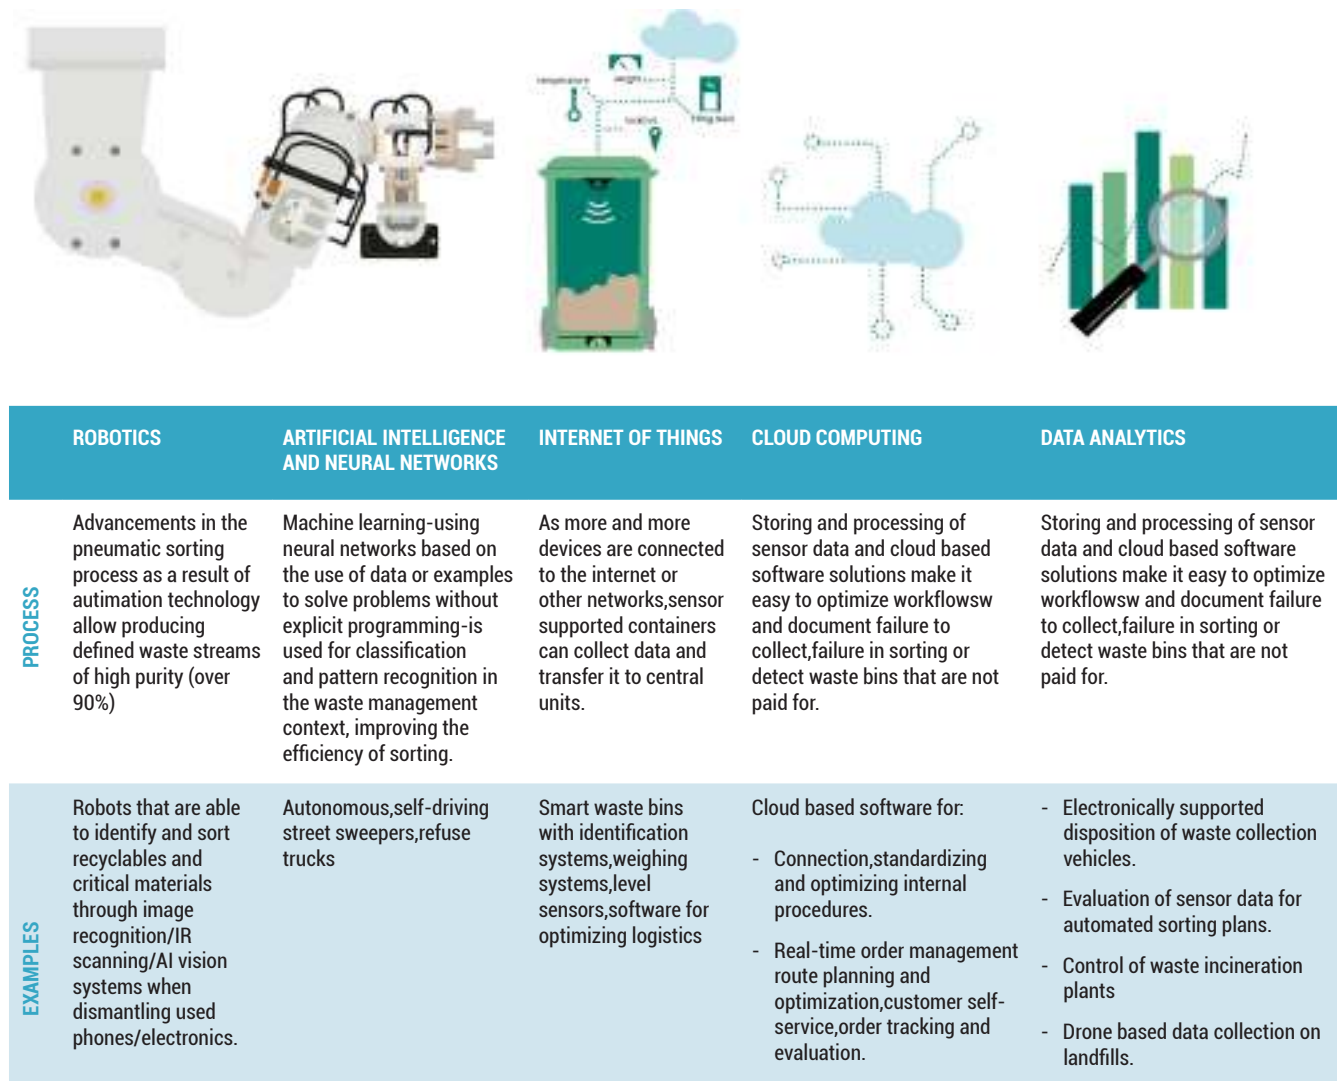 temperature
weight
location
filling level
ROBOTICS
ARTIFICIAL INTELLIGENCE
AND NEURAL NETWORKS
INTERNET OF THINGS
CLOUD COMPUTING
DATA ANALYTICS
PROCESS
Advancements in the
pneumatic sorting
process as a result of
autimation technology
allow producing
defined waste streams
of high purity (over
90%)
Machine learning-using
neural networks based on
the use of data or examples
to solve problems without
explicit programming-is
used for classification
and pattern recognition in
the waste management
context, improving the
efficiency of sorting.
As more and more
devices are connected
to the internet or
other networks,sensor
supported containers
can collect data and
transfer it to central
units.
Storing and processing of
sensor data and cloud based
software solutions make it
easy to optimize workflowsw
and document failure to
collect,failure in sorting or
detect waste bins that are not
paid for.
Storing and processing of sensor
data and cloud based software
solutions make it easy to optimize
workflowsw and document failure
to collect,failure in sorting or
detect waste bins that are not
paid for.
EXAMPLES
Robots that are able
to identify and sort
recyclables and
critical materials
through image
recognition/IR
scanning/AI vision
systems when
dismantling used
phones/electronics.
Autonomous,self-driving
street sweepers,refuse
trucks
Smart waste bins
with identification
systems,weighing
systems,level
sensors,software for
optimizing logistics
Cloud based software for:
- Connection,standardizing
and optimizing internal
procedures.
- Real-time order management
route planning and
optimization,customer self-
service,order tracking and
evaluation.
- Electronically supported
disposition of waste collection
vehicles.
- Evaluation of sensor data for
automated sorting plans.
- Control of waste incineration
plants
- Drone based data collection on
landfills.